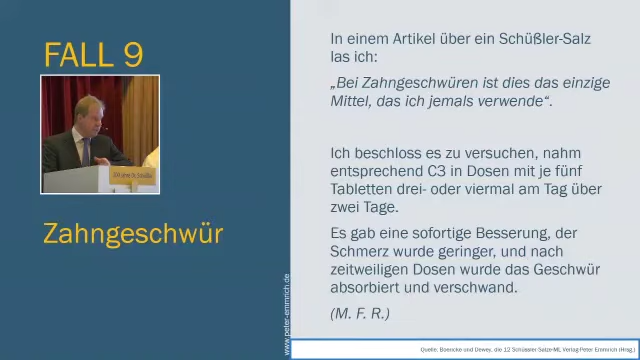 FALL 9
Zahngeschwür
In einem Artikel über ein Schüßler-Salz
las ich:
„Bei Zahngeschwüren ist dies das einzige
Mittel, das ich jemals verwende“.
Ich beschloss es zu versuchen, nahm
entsprechend C3 in Dosen mit je fünf
Tabletten drei- oder viermal am Tag über
zwei Tage.
Es gab eine sofortige Besserung, der
Schmerz wurde geringer, und nach
zeitweiligen Dosen wurde das Geschwür
absorbiert und verschwand.
(M. F. R.)
www.peter-emmrich.de
Quelle: Boericke und Dewey, die 12 Schüssler-Salze-ML Verlag-Peter Emmrich (Hrsg.)